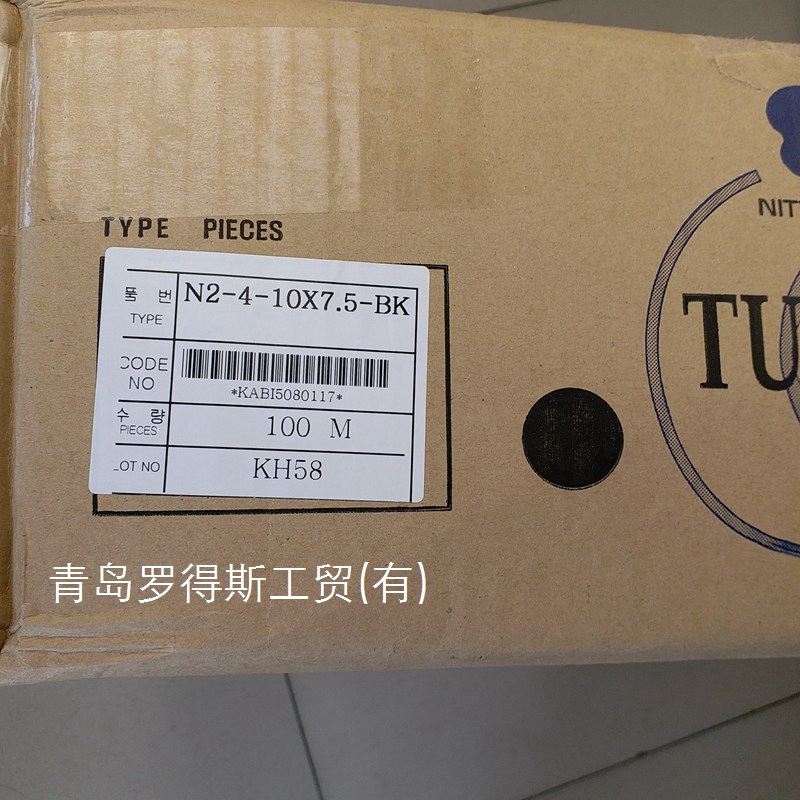 TYPE PIECES
NIT
TU
품 번
TYPE
N2-4-10X7.5-BK
CODE
NO
*KABI5080117*
수 량
PIECES
100 M
LOT NO
KH58
青岛罗得斯工贸(有)